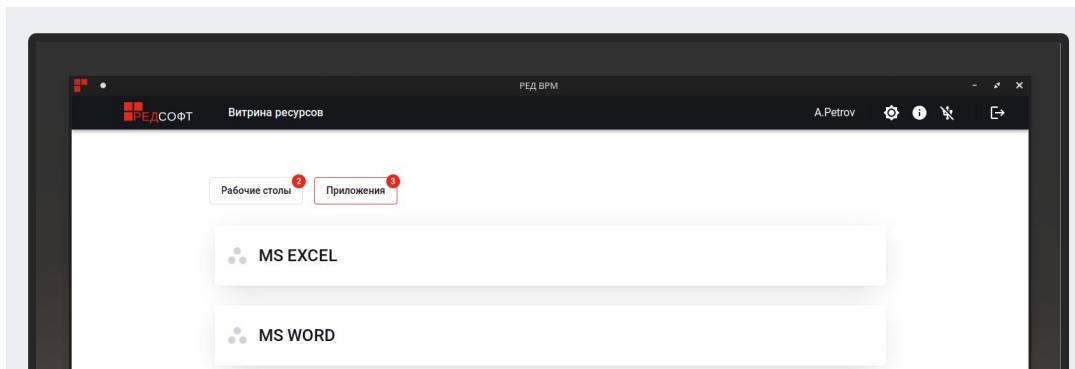 РЕД ВРМ
РЕДСОФТ Витрина ресурсов A.Petrov
Рабочие столы 2 Приложения 3
MS EXCEL
MS WORD